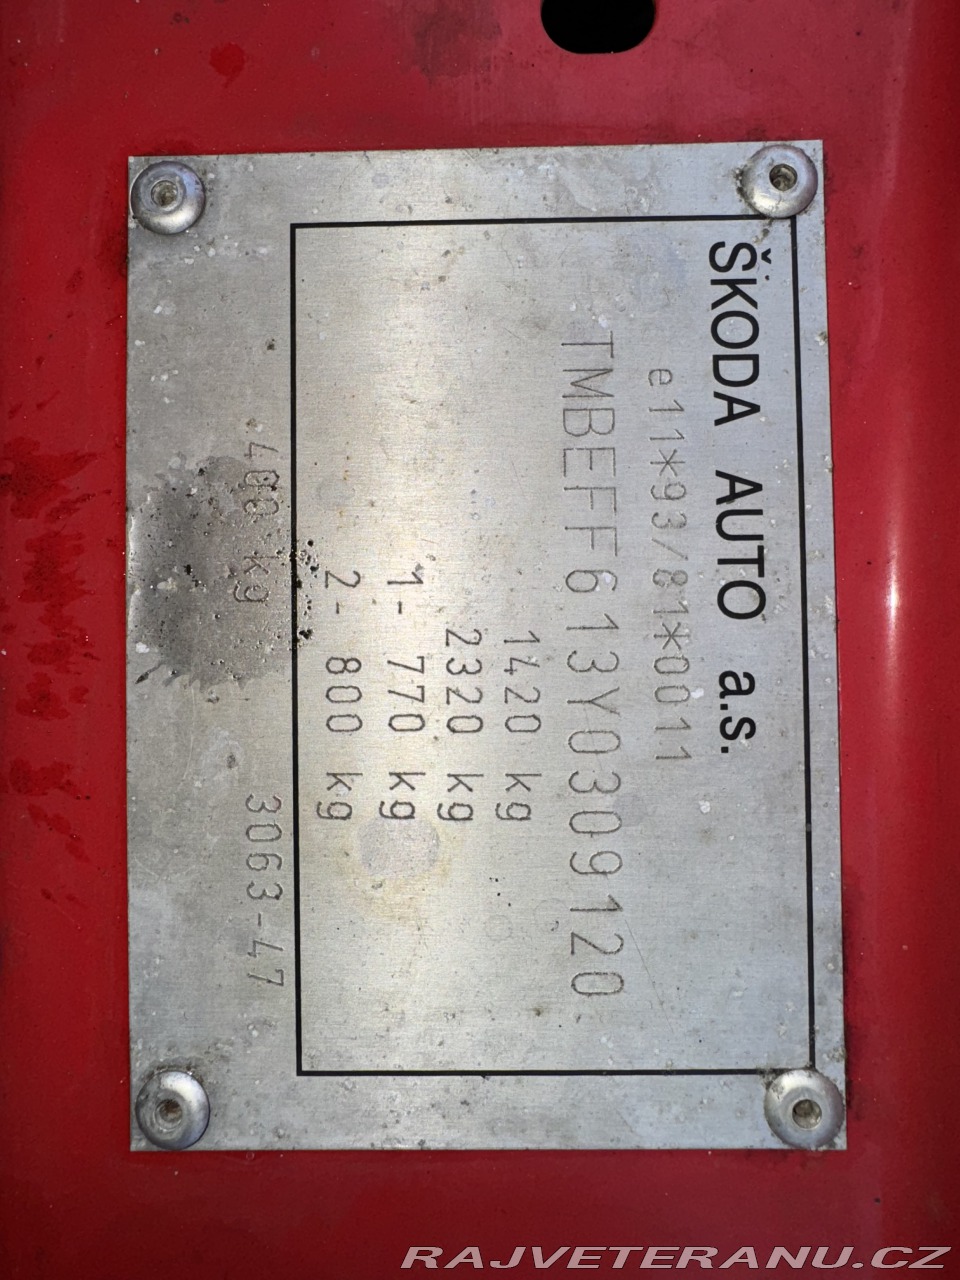 ŠKODA AUTO a.s.
e11*93/81*0011
TMBEFF613Y0309120
1420 kg
2320 kg
1- 770 kg
2- 800 kg
400 kg 3063-47
RAJVETERANU.CZ